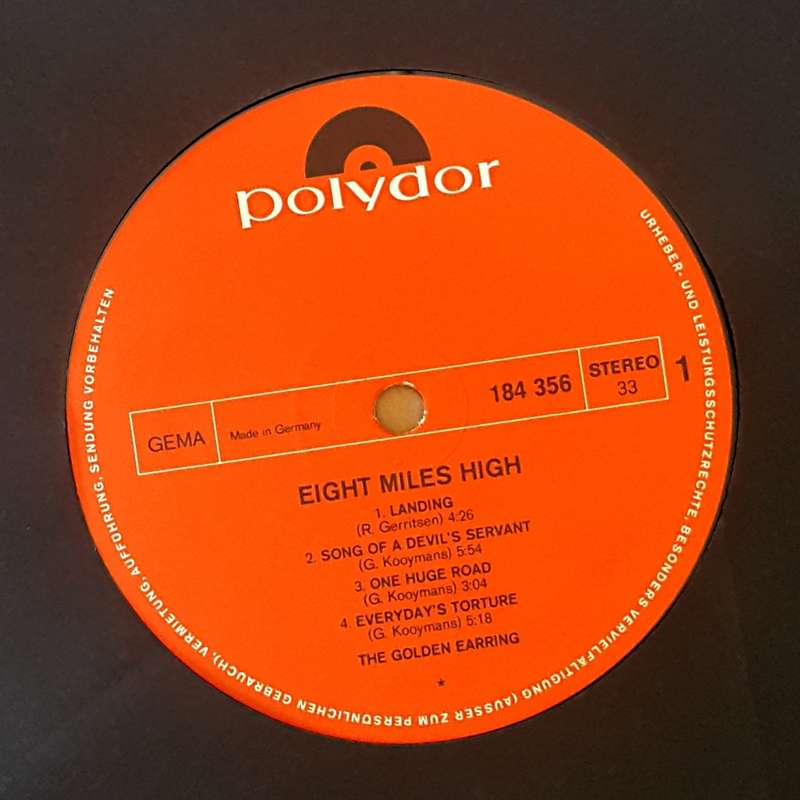 polydor
GEMA
Made in Germany
184 356
STEREO
33
1
EIGHT MILES HIGH
1. LANDING
(R. Gerritsen) 4:26
2. SONG OF A DEVIL'S SERVANT
(G. Kooymans) 5:54
3. ONE HUGE ROAD
(G. Kooymans) 3:04
4. EVERYDAY'S TORTURE
(G. Kooymans) 5:18
THE GOLDEN EARRING
*
URHEBER- UND LEISTUNGSSCHUTZRECHTE, BESONDERS VERVIELFÄLTIGUNG (AUSSER ZUM PERSÖNLICHEN GEBRAUCH), VERMIETUNG, AUFFÜHRUNG, SENDUNG VORBEHALTEN